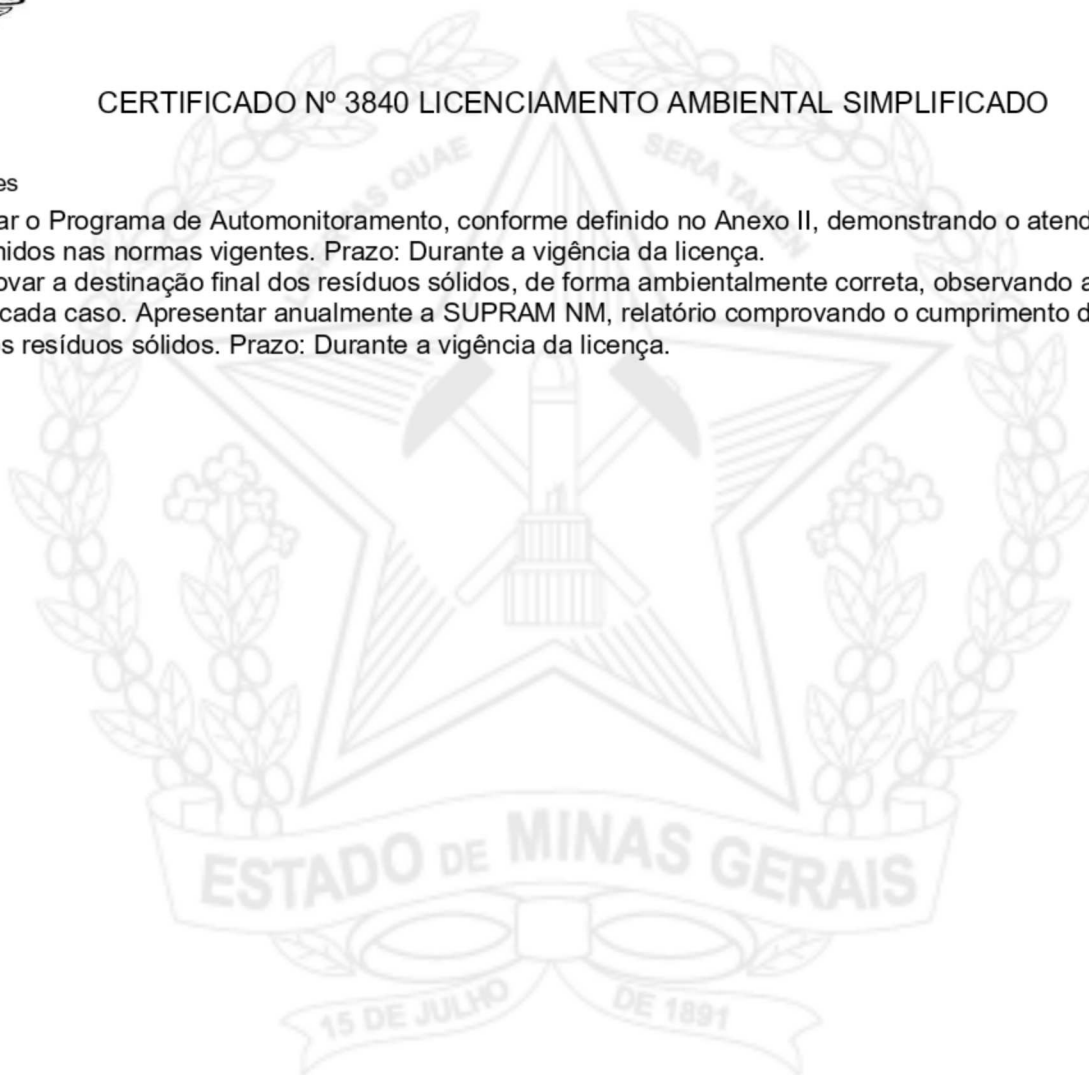 CERTIFICADO Nº 3840 LICENCIAMENTO AMBIENTAL SIMPLIFICADO
es
ar o Programa de Automonitoramento, conforme definido no Anexo II, demonstrando o atend
nidos nas normas vigentes. Prazo: Durante a vigência da licença.
ovar a destinação final dos resíduos sólidos, de forma ambientalmente correta, observando a
cada caso. Apresentar anualmente a SUPRAM NM, relatório comprovando o cumprimento d
s resíduos sólidos. Prazo: Durante a vigência da licença.
QUAE SERA TAMEN
ESTADO DE MINAS GERAIS
15 DE JULHO DE 1891